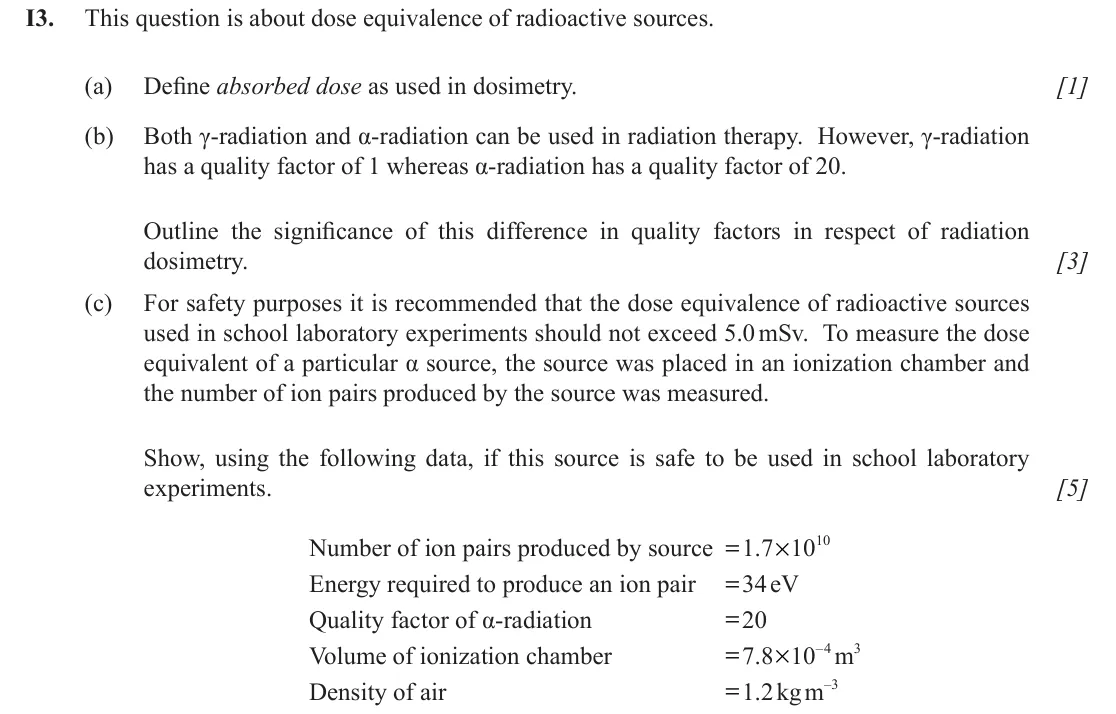 I3. This question is about dose equivalence of radioactive sources.
(a) Define absorbed dose as used in dosimetry. [1]
(b) Both γ-radiation and α-radiation can be used in radiation therapy. However, γ-radiation
has a quality factor of 1 whereas α-radiation has a quality factor of 20.
Outline the significance of this difference in quality factors in respect of radiation
dosimetry. [3]
(c) For safety purposes it is recommended that the dose equivalence of radioactive sources
used in school laboratory experiments should not exceed 5.0 mSv. To measure the dose
equivalent of a particular α source, the source was placed in an ionization chamber and
the number of ion pairs produced by the source was measured.
Show, using the following data, if this source is safe to be used in school laboratory
experiments. [5]
Number of ion pairs produced by source =1.7×10¹⁰
Energy required to produce an ion pair =34 eV
Quality factor of α-radiation =20
Volume of ionization chamber =7.8×10⁻⁴ m³
Density of air =1.2 kg m⁻³